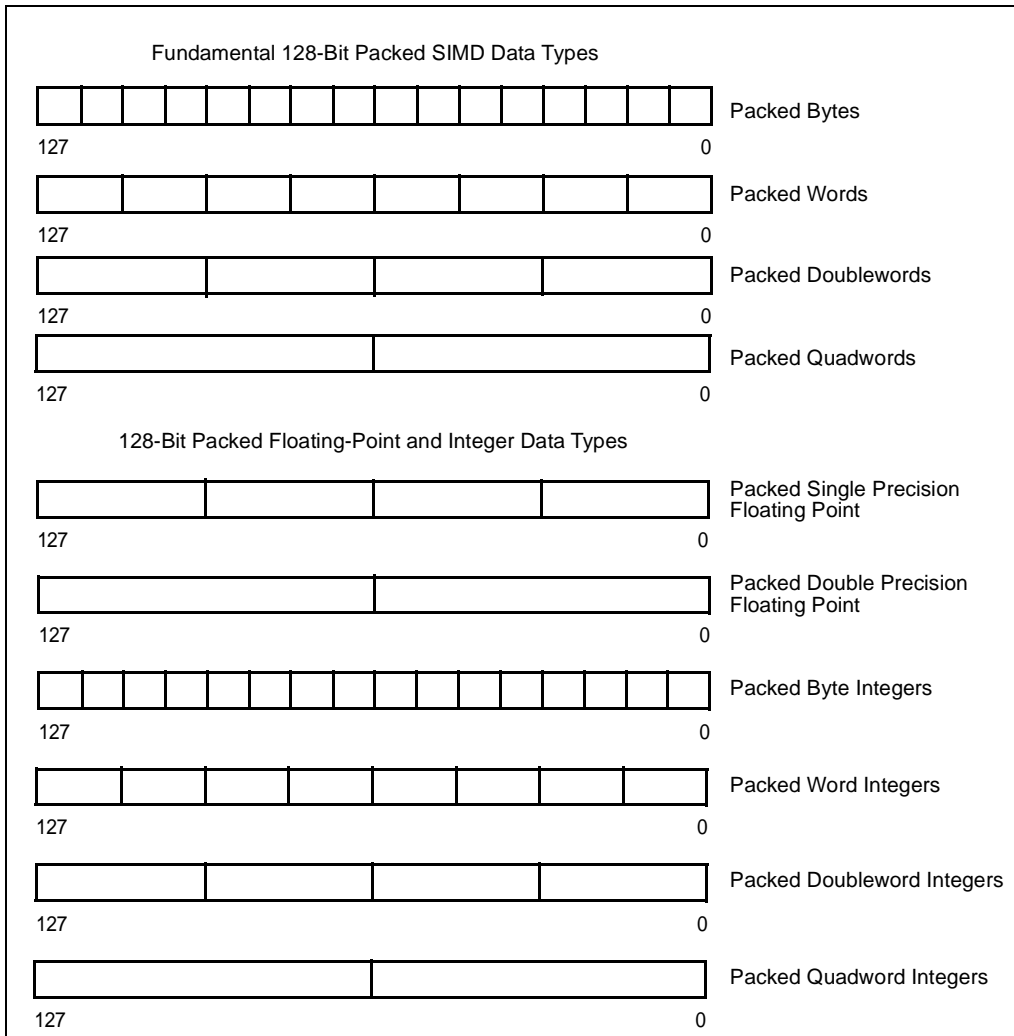 Fundamental 128-Bit Packed SIMD Data Types
Packed Bytes
127 0
Packed Words
127 0
Packed Doublewords
127 0
Packed Quadwords
127 0
128-Bit Packed Floating-Point and Integer Data Types
Packed Single Precision
Floating Point
127 0
Packed Double Precision
Floating Point
127 0
Packed Byte Integers
127 0
Packed Word Integers
127 0
Packed Doubleword Integers
127 0
Packed Quadword Integers
127 0